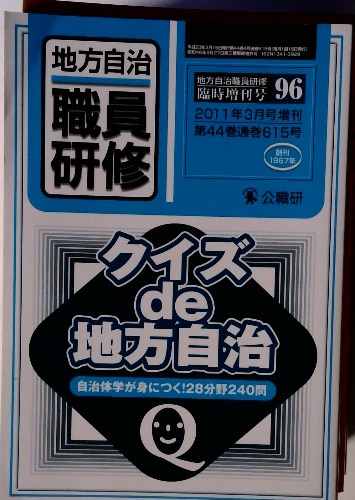 地方自治
職員
研修
地方自治職員研修
臨時増刊号 96
2011年3月号増刊
第44巻通巻615号
創刊
1967年
公職研
クイズ
de
地方自治
自治体学が身につく!28分野240問
Q